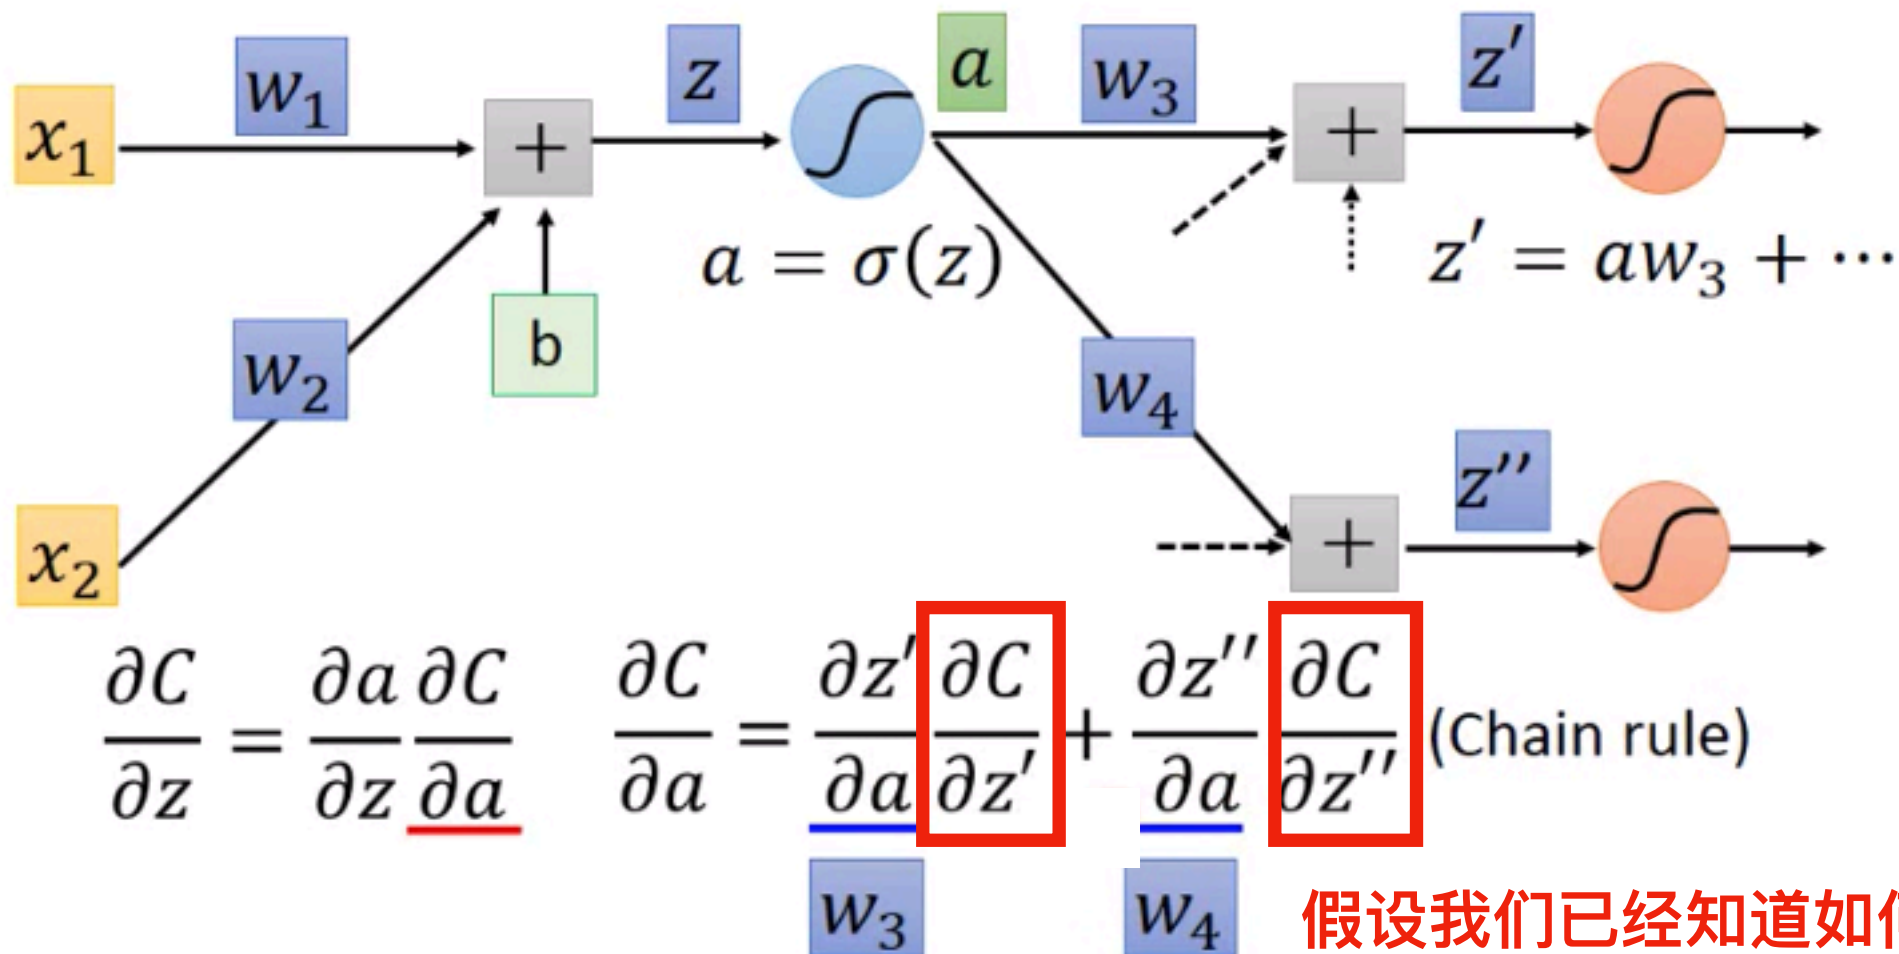 x₁ w₁ + z a w₃ + z′
a = σ(z) z′ = aw₃ + ⋯
w₂ b w₄
x₂ + z′′
∂C/∂z = ∂a/∂z ∂C/∂a ∂C/∂a = ∂z′/∂a ∂C/∂z′ + ∂z′′/∂a ∂C/∂z′′ (Chain rule)
w₃ w₄
假设我们已经知道如